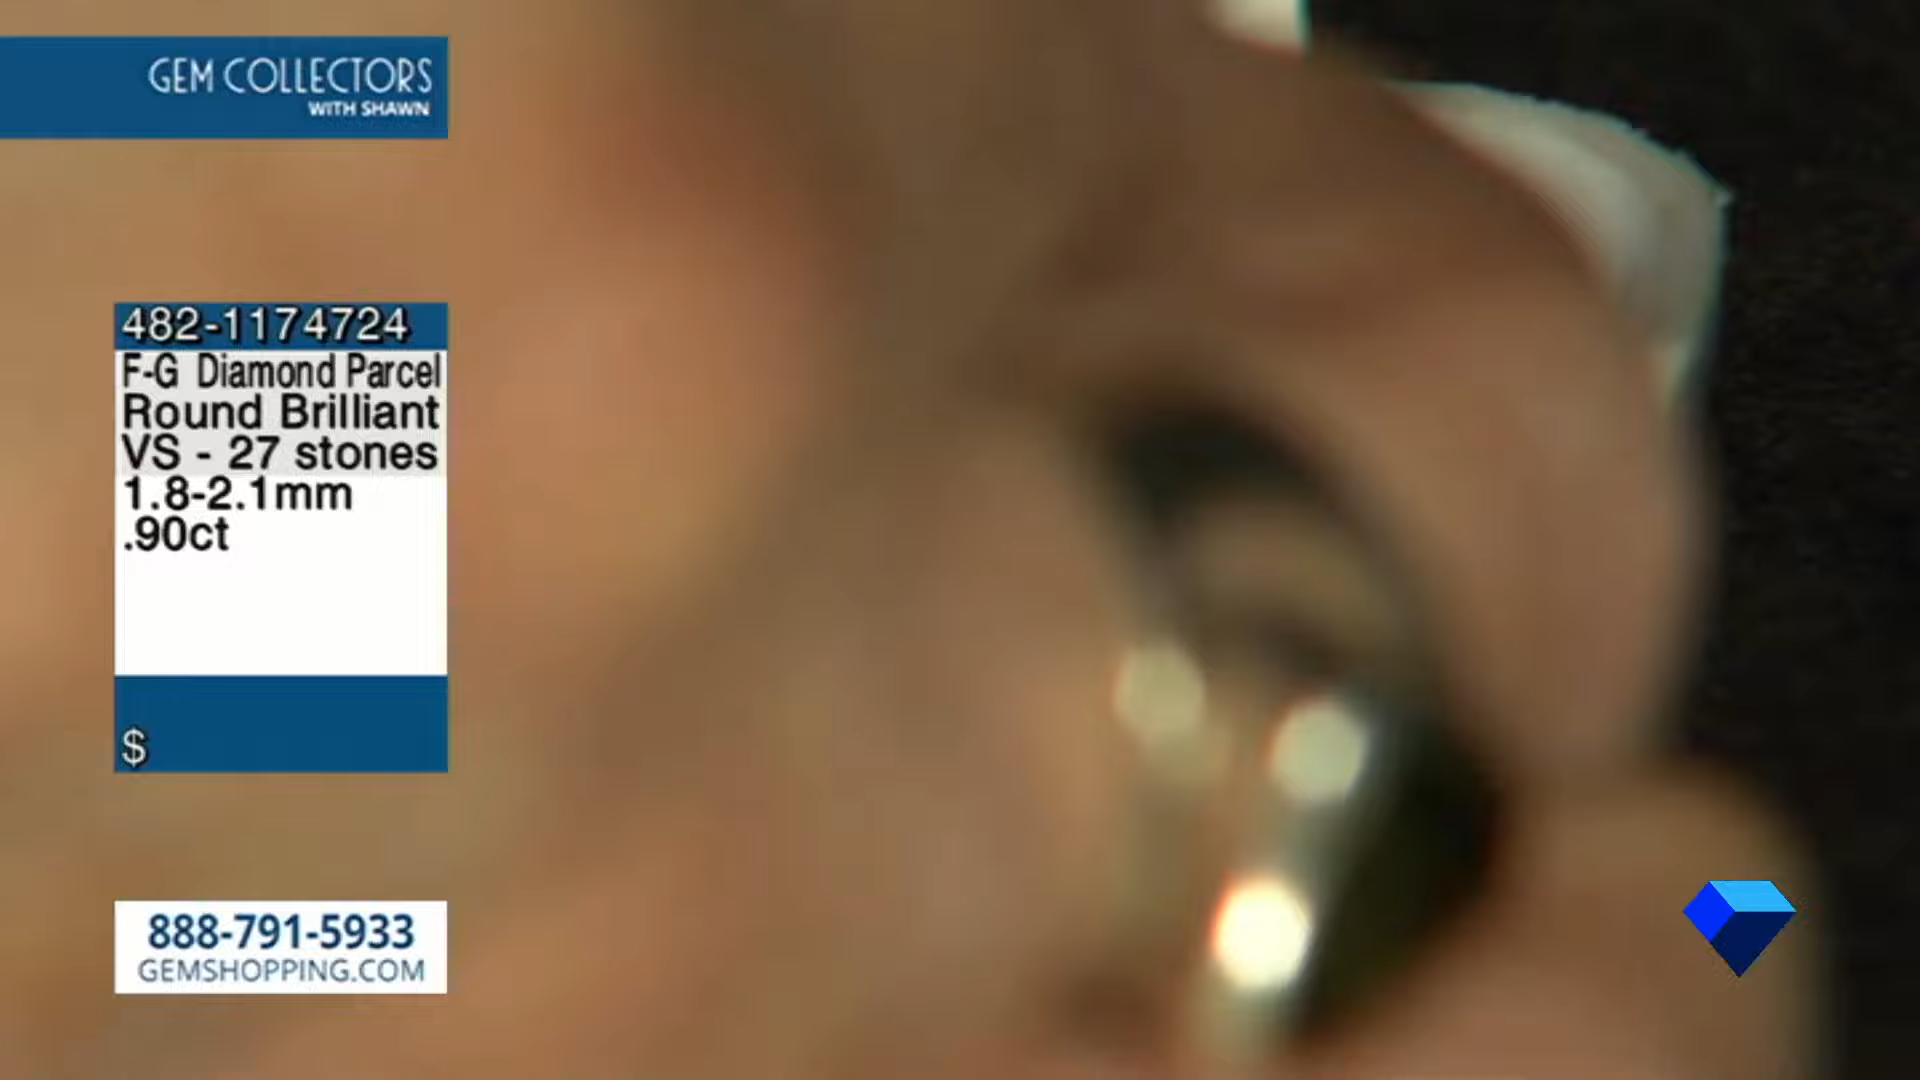 GEM COLLECTORS
WITH SHAWN
482-1174724
F-G Diamond Parcel
Round Brilliant
VS - 27 stones
1.8-2.1mm
.90ct
$
888-791-5933
GEMSHOPPING.COM